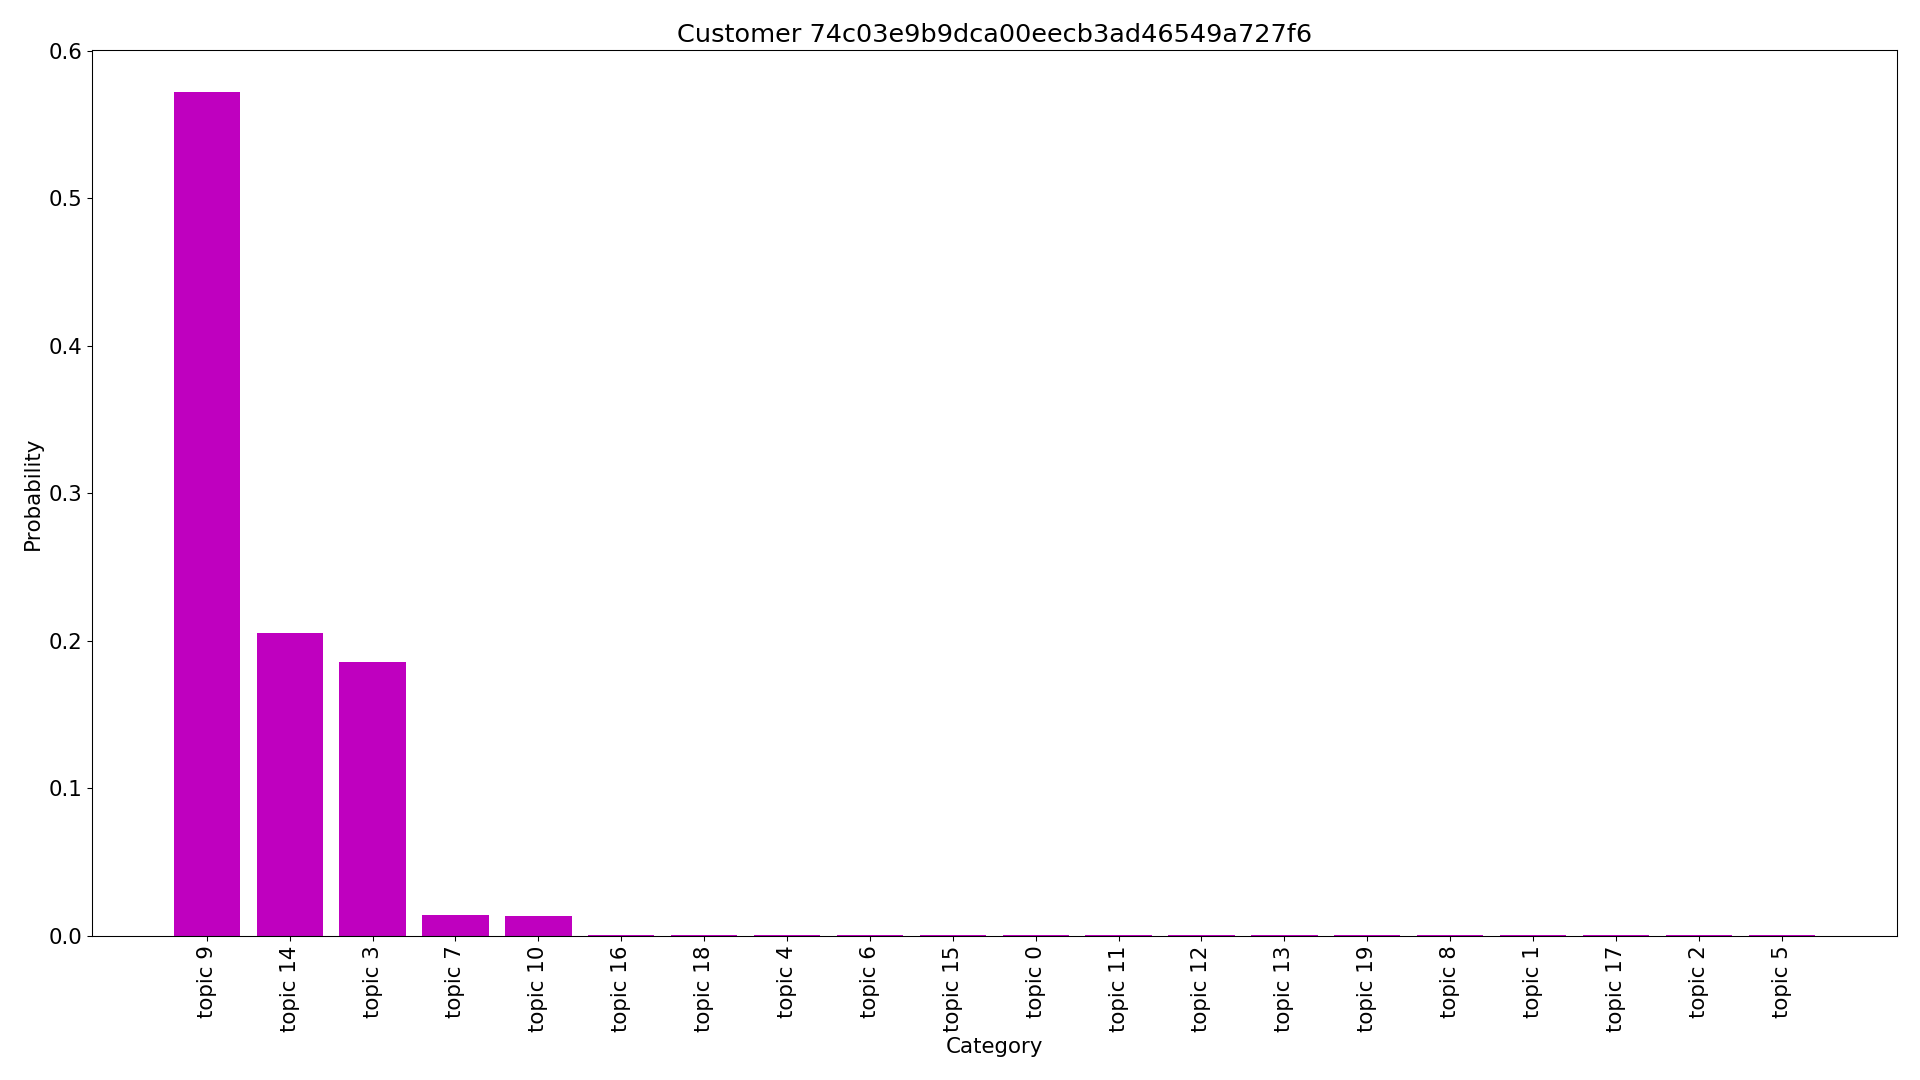 Customer 74c03e9b9dca00eecb3ad46549a727f6
0.6
0.5
0.4
0.3
0.2
0.1
0.0
Probability
topic 9
topic 14
topic 3
topic 7
topic 10
topic 16
topic 18
topic 4
topic 6
topic 15
topic 0
topic 11
topic 12
topic 13
topic 19
topic 8
topic 1
topic 17
topic 2
topic 5
Category